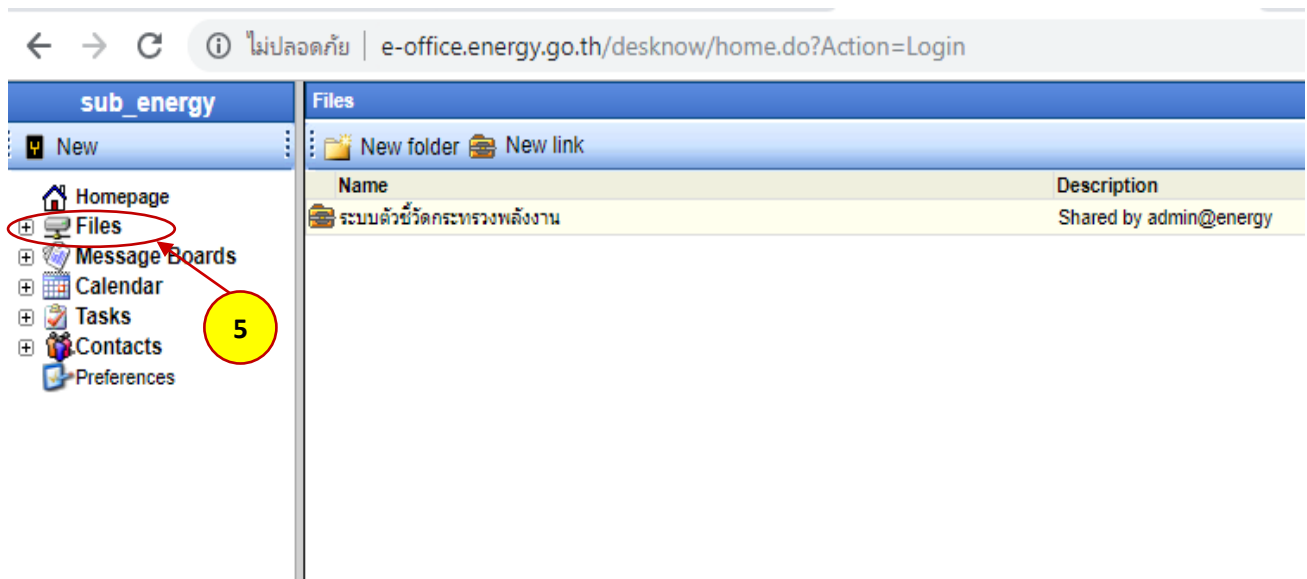 ไม่ปลอดภัย | e-office.energy.go.th/desknow/home.do?Action=Login
sub_energy
Files
New
New folder New link
Name Description
ระบบตัวชี้วัดกระทรวงพลังงาน Shared by admin@energy
Homepage
Files
Message Boards
Calendar
Tasks
Contacts
Preferences
5